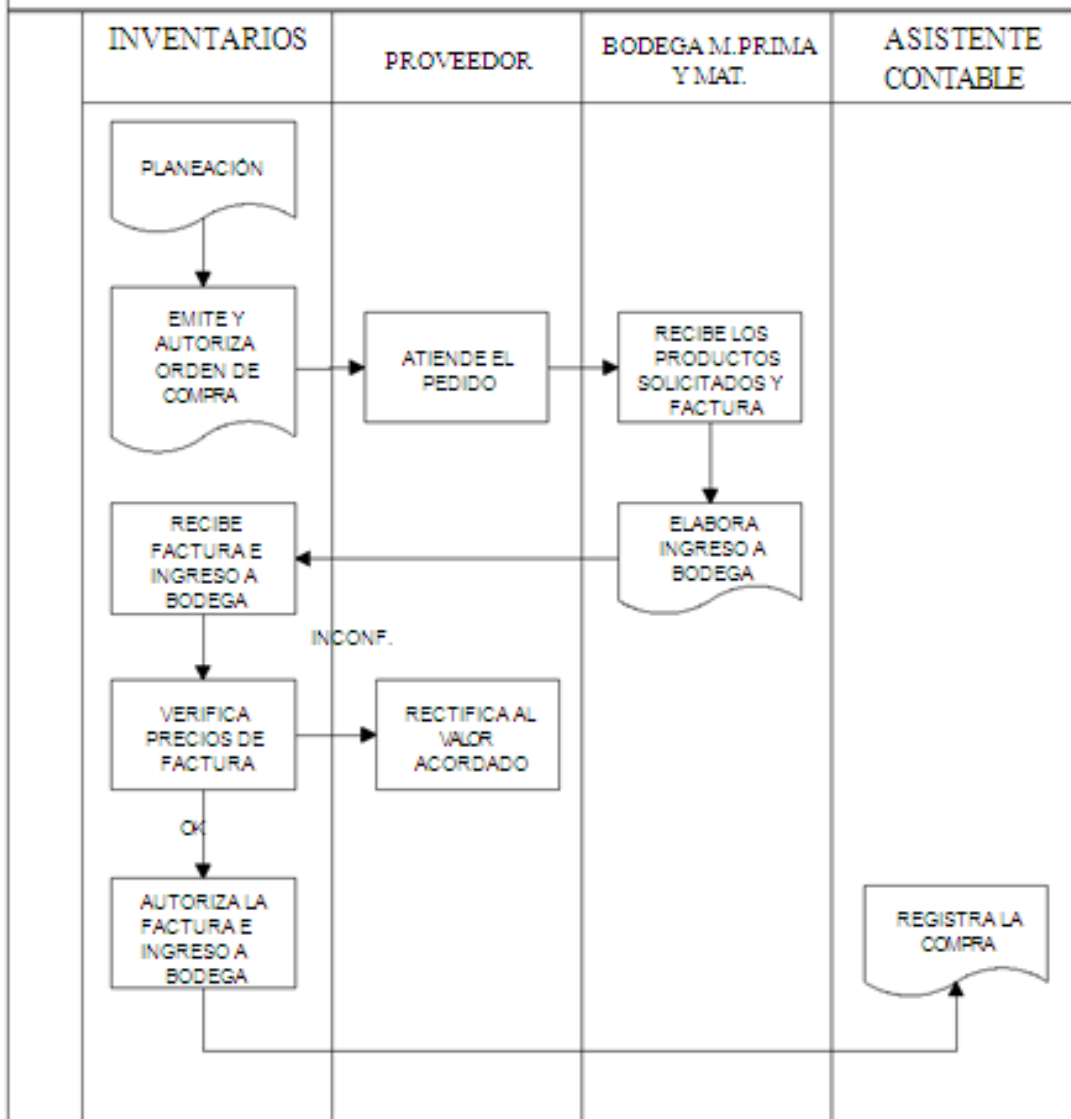 INVENTARIOS
PROVEEDOR
BODEGA M.PRIMA
Y MAT.
ASISTENTE
CONTABLE
PLANEACIÓN
EMITE Y
AUTORIZA
ORDEN DE
COMPRA
ATIENDE EL
PEDIDO
RECIBE LOS
PRODUCTOS
SOLICITADOS Y
FACTURA
RECIBE
FACTURA E
INGRESO A
BODEGA
ELABORA
INGRESO A
BODEGA
INCONF.
VERIFICA
PRECIOS DE
FACTURA
RECTIFICA AL
VALOR
ACORDADO
OK
AUTORIZA LA
FACTURA E
INGRESO A
BODEGA
REGISTRA LA
COMPRA